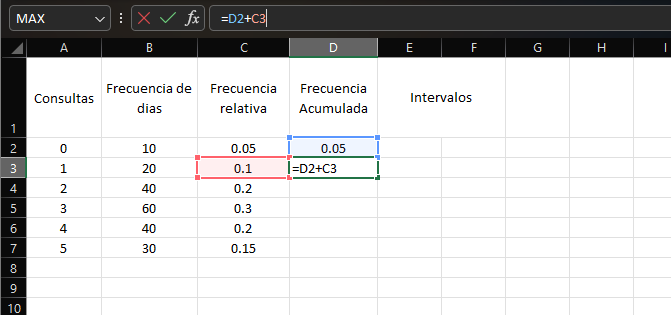 MAX fx =D2+C3
A B C D E F G H I
1 Consultas Frecuencia de dias Frecuencia relativa Frecuencia Acumulada Intervalos
2 0 10 0.05 0.05
3 1 20 0.1 =D2+C3
4 2 40 0.2
5 3 60 0.3
6 4 40 0.2
7 5 30 0.15
8
9
10